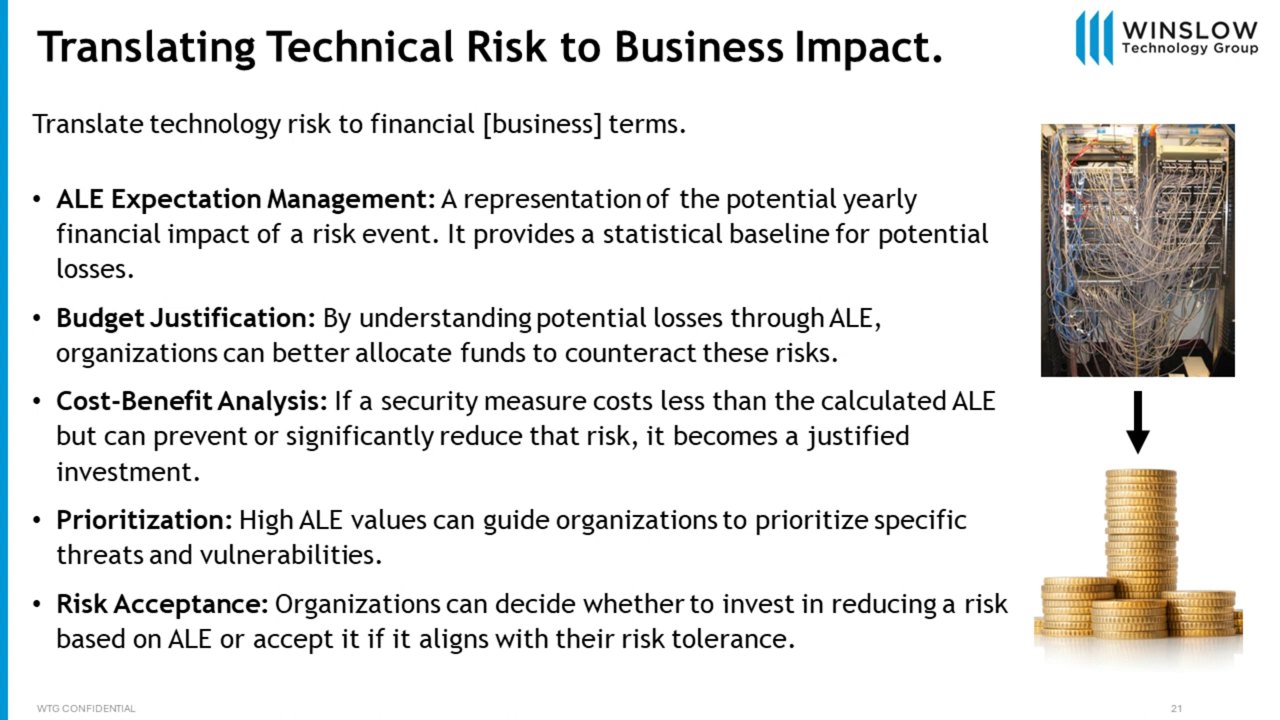 Translating Technical Risk to Business Impact.
WINSLOW
Technology Group
Translate technology risk to financial [business] terms.
• ALE Expectation Management: A representation of the potential yearly
financial impact of a risk event. It provides a statistical baseline for potential
losses.
• Budget Justification: By understanding potential losses through ALE,
organizations can better allocate funds to counteract these risks.
• Cost-Benefit Analysis: If a security measure costs less than the calculated ALE
but can prevent or significantly reduce that risk, it becomes a justified
investment.
• Prioritization: High ALE values can guide organizations to prioritize specific
threats and vulnerabilities.
• Risk Acceptance: Organizations can decide whether to invest in reducing a risk
based on ALE or accept it if it aligns with their risk tolerance.
WTG CONFIDENTIAL
21